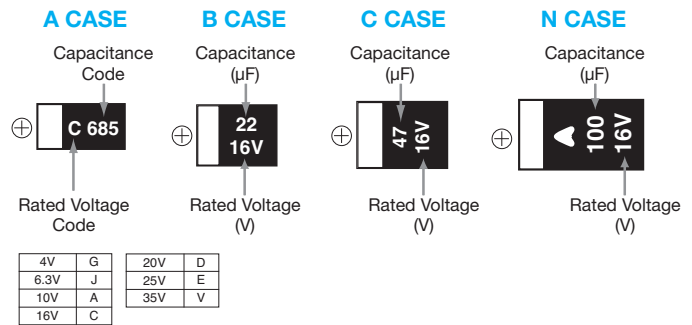 A CASE B CASE C CASE N CASE
Capacitance Code
Capacitance (µF)
Capacitance (µF)
Capacitance (µF)
C 685
22
16V
47
16V
100
16V
Rated Voltage Code
Rated Voltage (V)
Rated Voltage (V)
Rated Voltage (V)
4V G 20V D
6.3V J 25V E
10V A 35V V
16V C